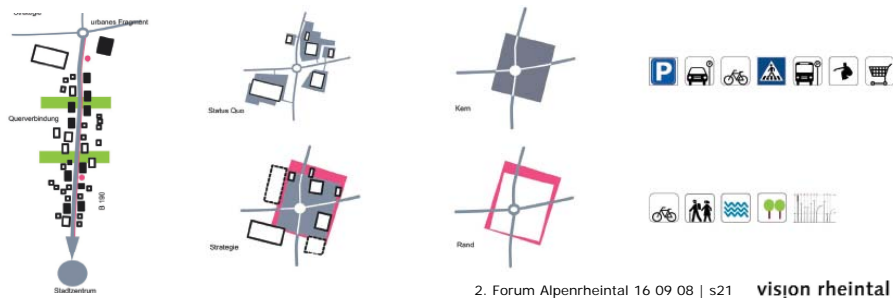 Strategie
urbanes Fragment
Querverbindung
B 190
Stadtzentrum
Status Quo
Strategie
Kern
Rand
P
2. Forum Alpenrheintal 16 09 08 | s21
vision rheintal